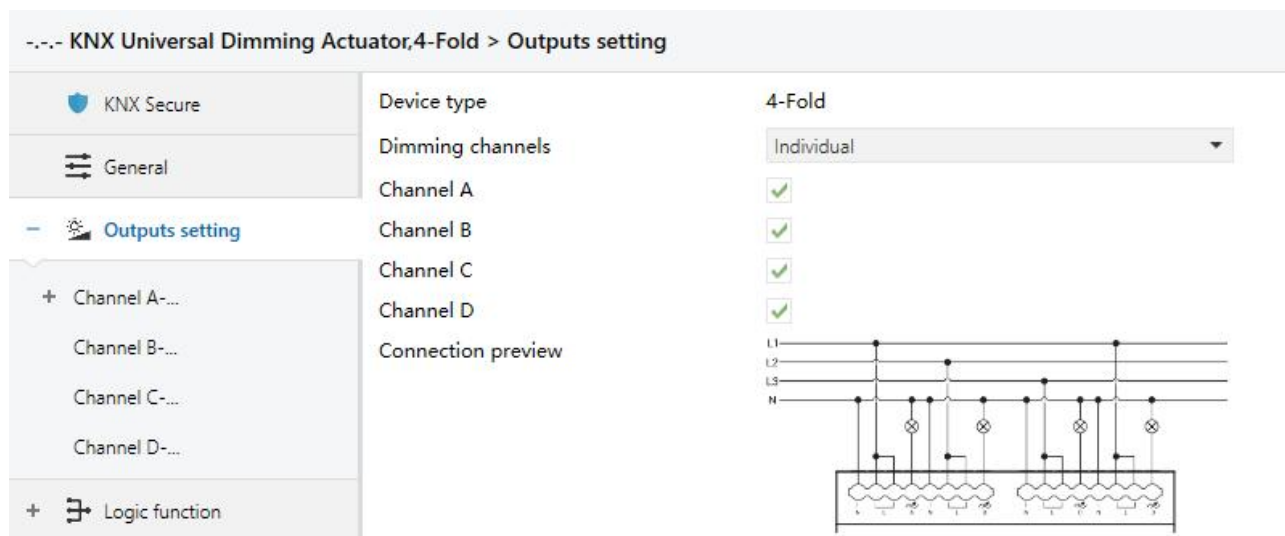 -.-.- KNX Universal Dimming Actuator,4-Fold > Outputs setting
KNX Secure
General
Outputs setting
Channel A-...
Channel B-...
Channel C-...
Channel D-...
Logic function
Device type 4-Fold
Dimming channels Individual
Channel A
Channel B
Channel C
Channel D
Connection preview
L1
L2
L3
N